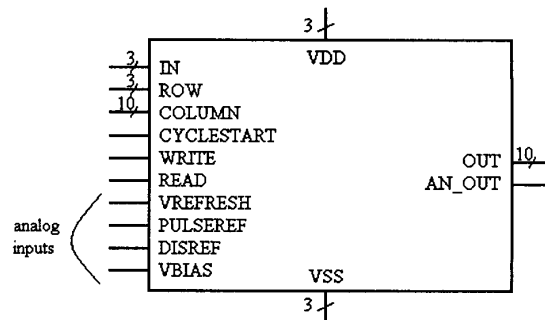 3
VDD
3 IN
3 ROW
10 COLUMN
CYCLESTART
WRITE
READ
VREFRESH
PULSEREF
DISREF
VBIAS
analog
inputs
OUT 10
AN_OUT
VSS
3